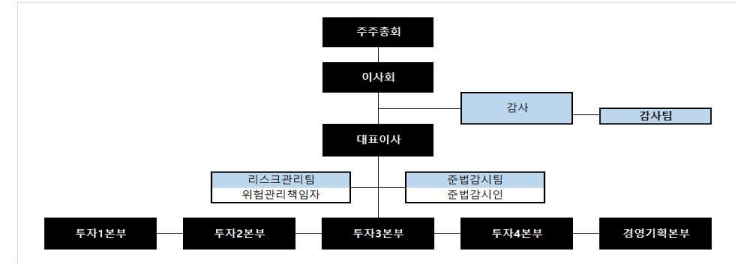 주주총회
이사회
감사
감사팀
대표이사
리스크관리팀
위험관리책임자
준법감시팀
준법감시인
투자1본부
투자2본부
투자3본부
투자4본부
경영기획본부